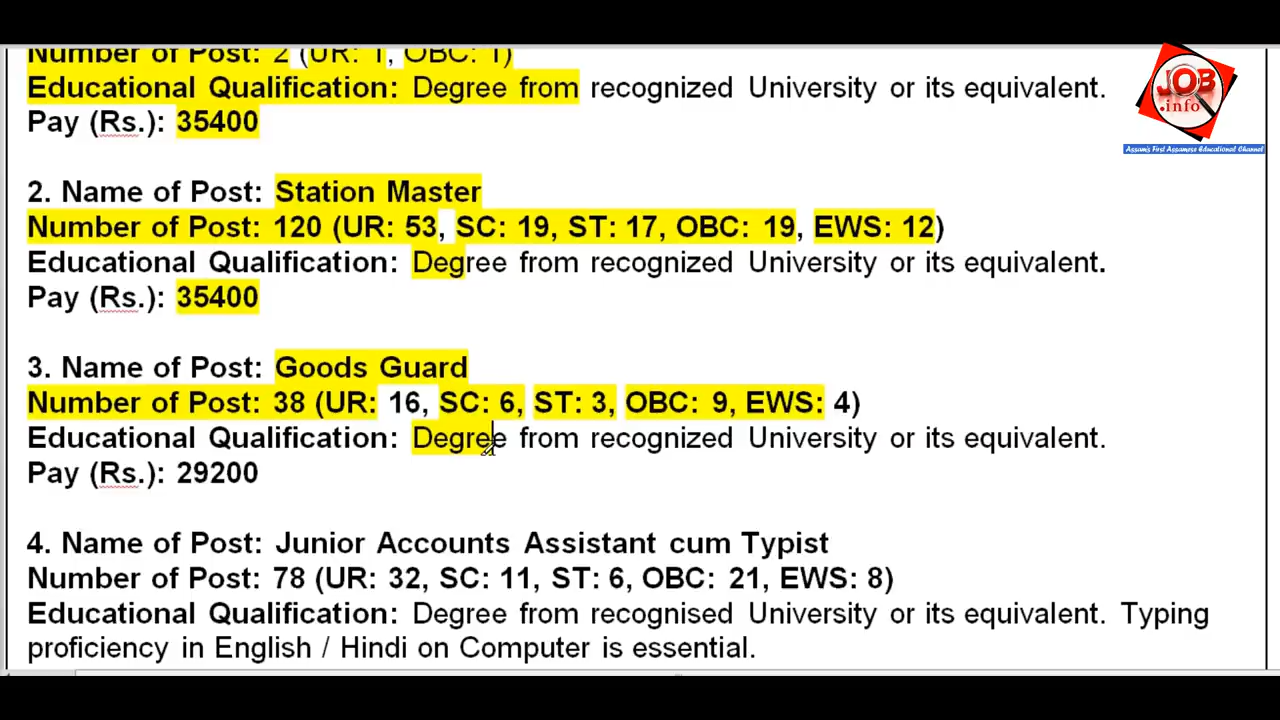 Number of Post: 2 (UR: 1, OBC: 1)
Educational Qualification: Degree from recognized University or its equivalent.
Pay (Rs.): 35400
JOB
.info
Assam's First Assamese Educational Channel
2. Name of Post: Station Master
Number of Post: 120 (UR: 53, SC: 19, ST: 17, OBC: 19, EWS: 12)
Educational Qualification: Degree from recognized University or its equivalent.
Pay (Rs.): 35400
3. Name of Post: Goods Guard
Number of Post: 38 (UR: 16, SC: 6, ST: 3, OBC: 9, EWS: 4)
Educational Qualification: Degree from recognized University or its equivalent.
Pay (Rs.): 29200
4. Name of Post: Junior Accounts Assistant cum Typist
Number of Post: 78 (UR: 32, SC: 11, ST: 6, OBC: 21, EWS: 8)
Educational Qualification: Degree from recognised University or its equivalent. Typing
proficiency in English / Hindi on Computer is essential.